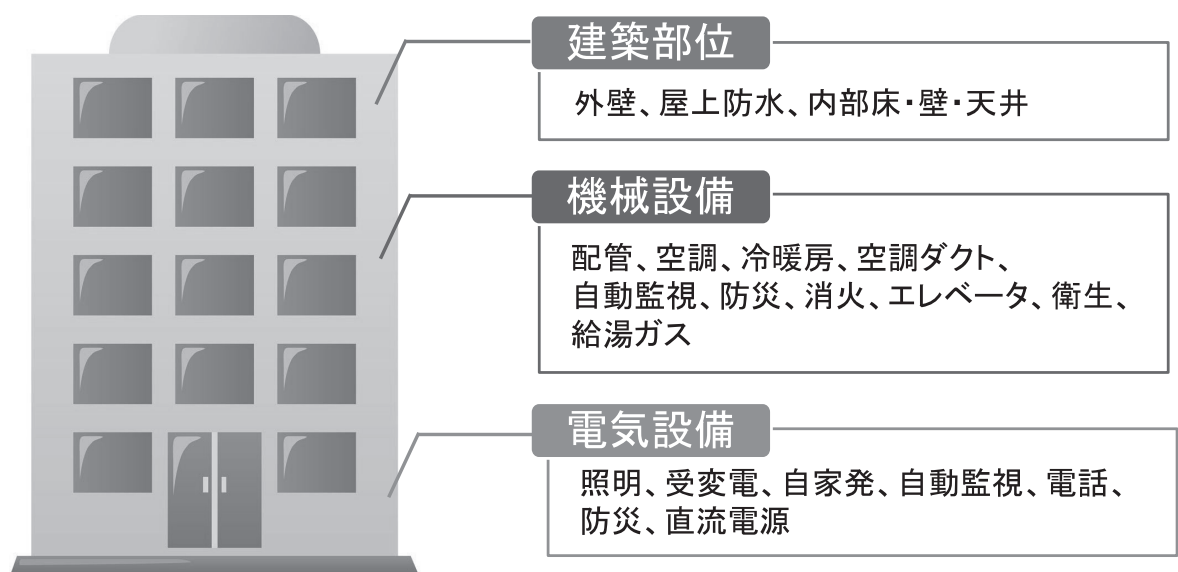 建築部位
外壁、屋上防水、内部床・壁・天井
機械設備
配管、空調、冷暖房、空調ダクト、
自動監視、防災、消火、エレベータ、衛生、
給湯ガス
電気設備
照明、受変電、自家発、自動監視、電話、
防災、直流電源